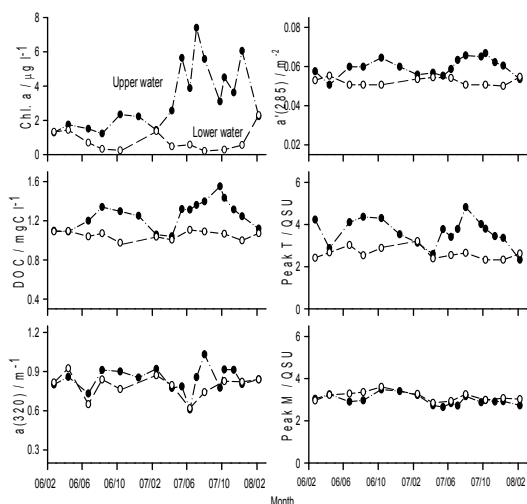 8
6
4
2
0
Chl. a / µg l-1
Upper water
Lower water
0.08
0.06
0.04
0.02
a*(285) / m-2
1.6
1.2
0.8
0.4
DOC / mgC l-1
6
4
2
0
Peak T / QSU
1.2
0.9
0.6
0.3
a(320) / m-1
6
4
2
0
Peak M / QSU
06/02 06/06 06/10 07/02 07/06 07/10 08/02
06/02 06/06 06/10 07/02 07/06 07/10 08/02
Month